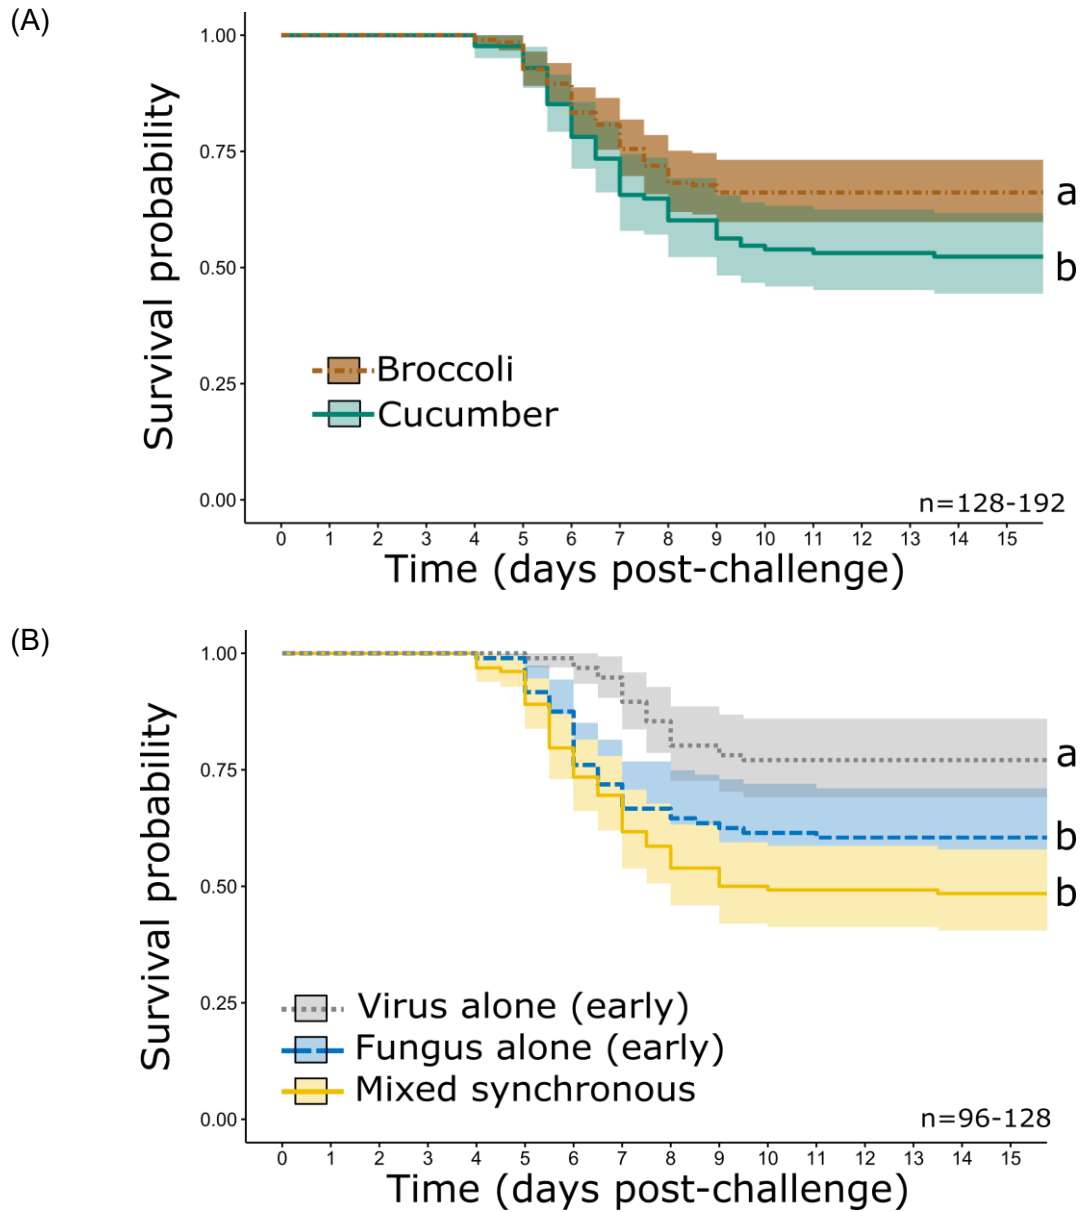 (A)
Survival probability
1.00
0.75
0.50
0.25
0.00
a
b
Broccoli
Cucumber
n=128-192
0 1 2 3 4 5 6 7 8 9 10 11 12 13 14 15
Time (days post-challenge)
(B)
Survival probability
1.00
0.75
0.50
0.25
0.00
a
b
b
Virus alone (early)
Fungus alone (early)
Mixed synchronous
n=96-128
0 1 2 3 4 5 6 7 8 9 10 11 12 13 14 15
Time (days post-challenge)